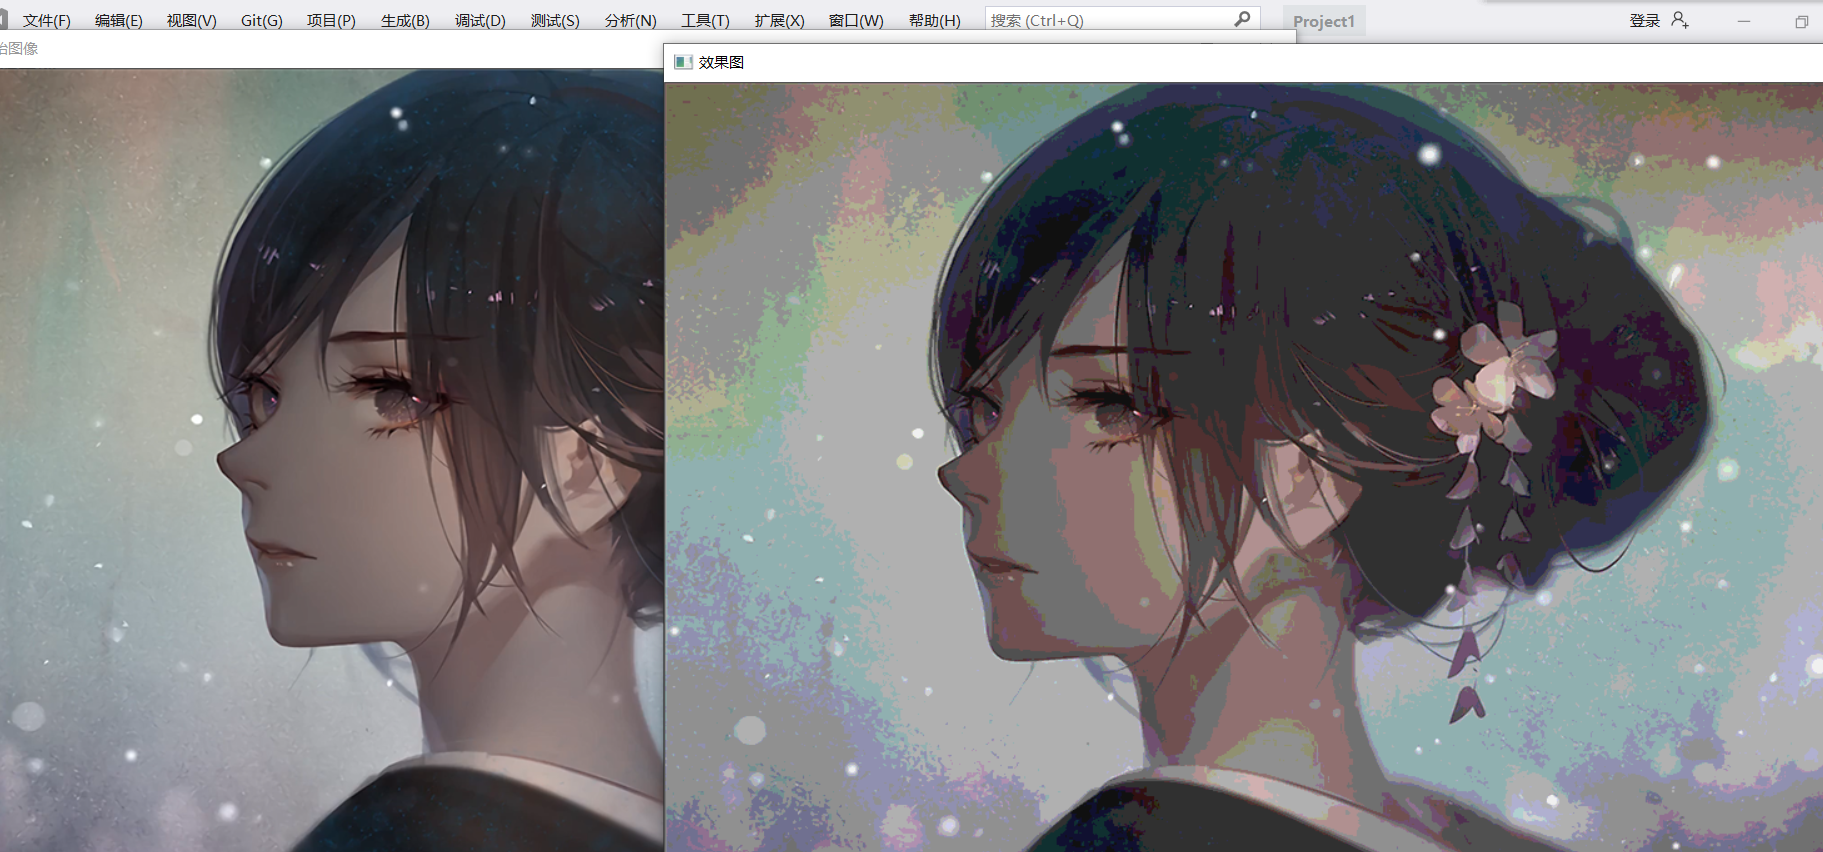 文件(F) 编辑(E) 视图(V) Git(G) 项目(P) 生成(B) 调试(D) 测试(S) 分析(N) 工具(T) 扩展(X) 窗口(W) 帮助(H) 搜索 (Ctrl+Q) Project1 登录
始图像
效果图